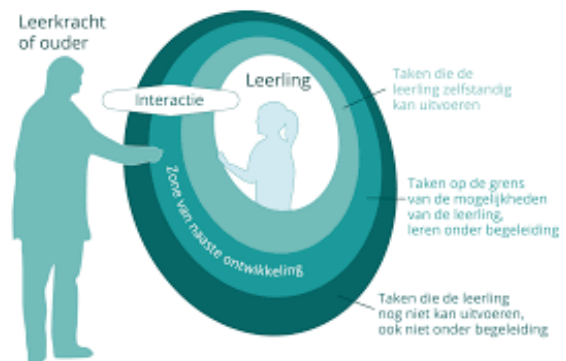 Leerkracht
of ouder
Interactie
Leerling
Zone van naaste ontwikkeling
Taken die de
leerling zelfstandig
kan uitvoeren
Taken op de grens
van de mogelijkheden
van de leerling,
leren onder begeleiding
Taken die de leerling
nog niet kan uitvoeren,
ook niet onder begeleiding